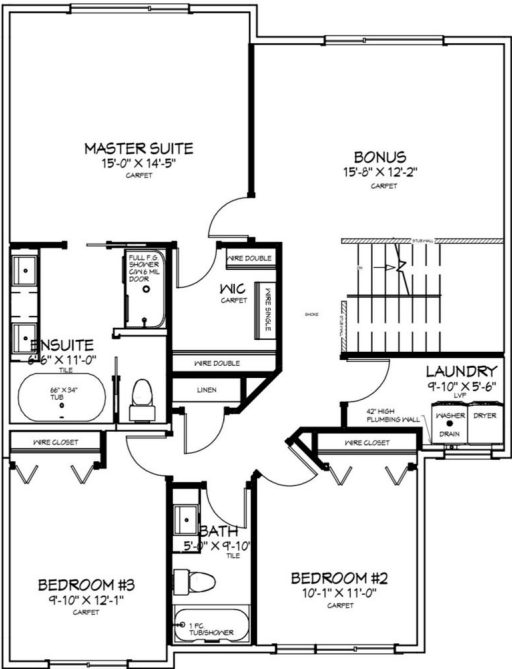 MASTER SUITE
15'-0" X 14'-5"
CARPET
BONUS
15'-8" X 12'-2"
CARPET
STUBWALL
FULL F.G.
SHOWER
C/W 6 MIL
DOOR
WIRE DOUBLE
WIC
CARPET
WIRE SINGLE
WIRE DOUBLE
SMOKE
STUBWALL
ENSUITE
6'-6" X 11'-0"
TILE
66" X 34"
TUB
LINEN
LAUNDRY
9'-10" X 5'-6"
LVP
42" HIGH
PLUMBING WALL
WASHER
DRYER
DRAIN
WIRE CLOSET
WIRE CLOSET
BATH
5'-0" X 9'-10"
TILE
BEDROOM #3
9'-10" X 12'-1"
CARPET
BEDROOM #2
10'-1" X 11'-0"
CARPET
1 PC.
TUB/SHOWER